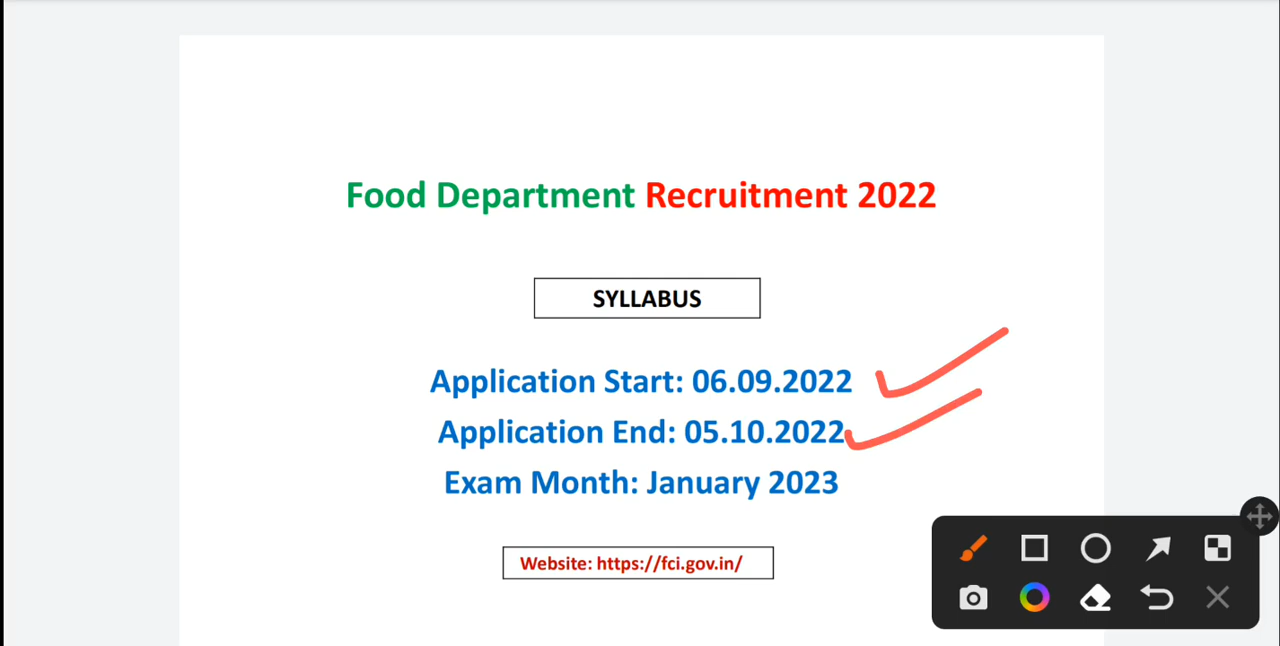 Food Department Recruitment 2022
SYLLABUS
Application Start: 06.09.2022
Application End: 05.10.2022
Exam Month: January 2023
Website: https://fci.gov.in/